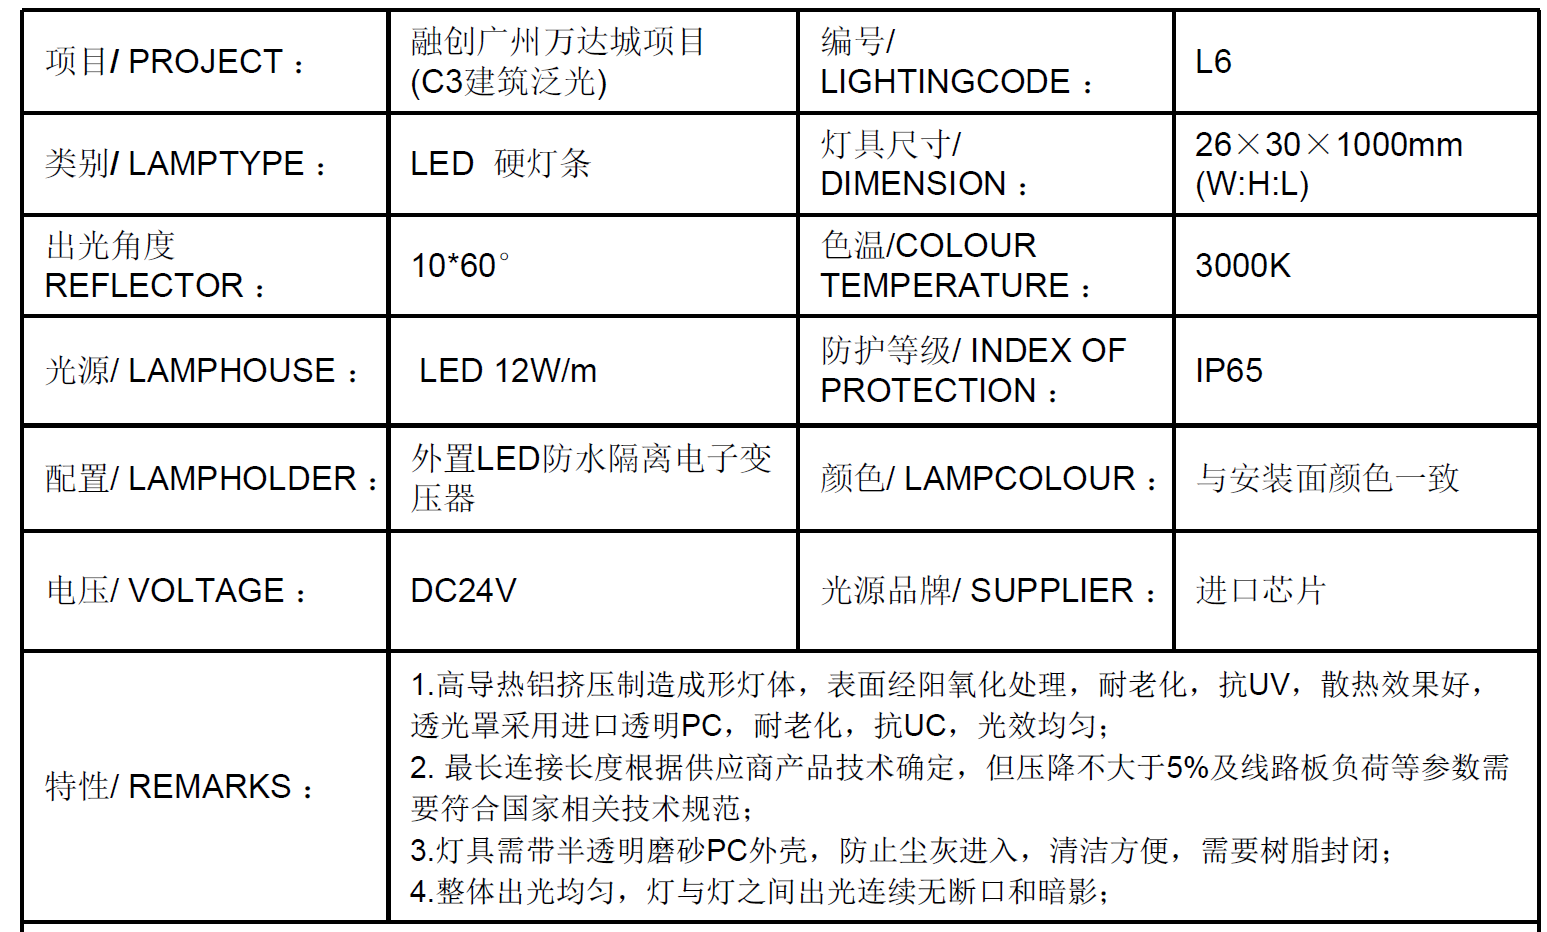 项目/ PROJECT：
融创广州万达城项目
(C3建筑泛光)
编号/
LIGHTINGCODE：
L6
类别/ LAMPTYPE：
LED 硬灯条
灯具尺寸/
DIMENSION：
26×30×1000mm
(W:H:L)
出光角度
REFLECTOR：
10*60°
色温/COLOUR
TEMPERATURE：
3000K
光源/ LAMPHOUSE：
LED 12W/m
防护等级/ INDEX OF
PROTECTION：
IP65
配置/ LAMPHOLDER：
外置LED防水隔离电子变
压器
颜色/ LAMPCOLOUR：
与安装面颜色一致
电压/ VOLTAGE：
DC24V
光源品牌/ SUPPLIER：
进口芯片
特性/ REMARKS：
1.高导热铝挤压制造成形灯体，表面经阳氧化处理，耐老化，抗UV，散热效果好，
透光罩采用进口透明PC，耐老化，抗UC，光效均匀；
2. 最长连接长度根据供应商产品技术确定，但压降不大于5%及线路板负荷等参数需
要符合国家相关技术规范；
3.灯具需带半透明磨砂PC外壳，防止尘灰进入，清洁方便，需要树脂封闭；
4.整体出光均匀，灯与灯之间出光连续无断口和暗影；